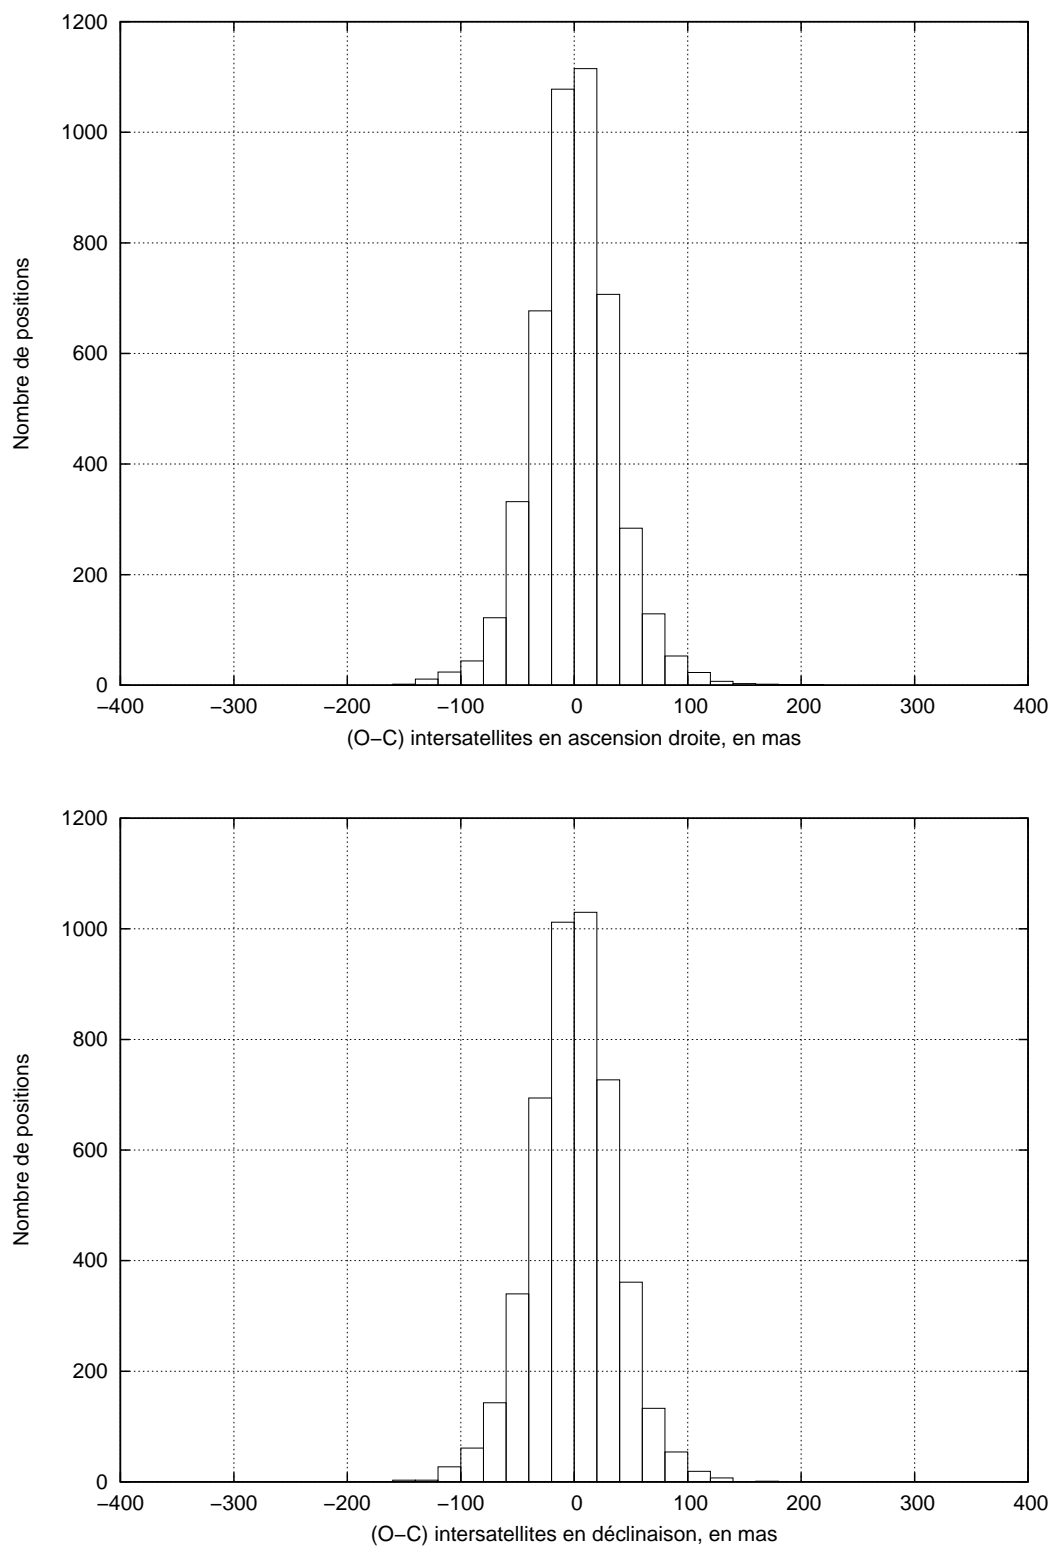 1200
1000
800
600
400
200
0
Nombre de positions
−400 −300 −200 −100 0 100 200 300 400
(O−C) intersatellites en ascension droite, en mas
1200
1000
800
600
400
200
0
Nombre de positions
−400 −300 −200 −100 0 100 200 300 400
(O−C) intersatellites en déclinaison, en mas